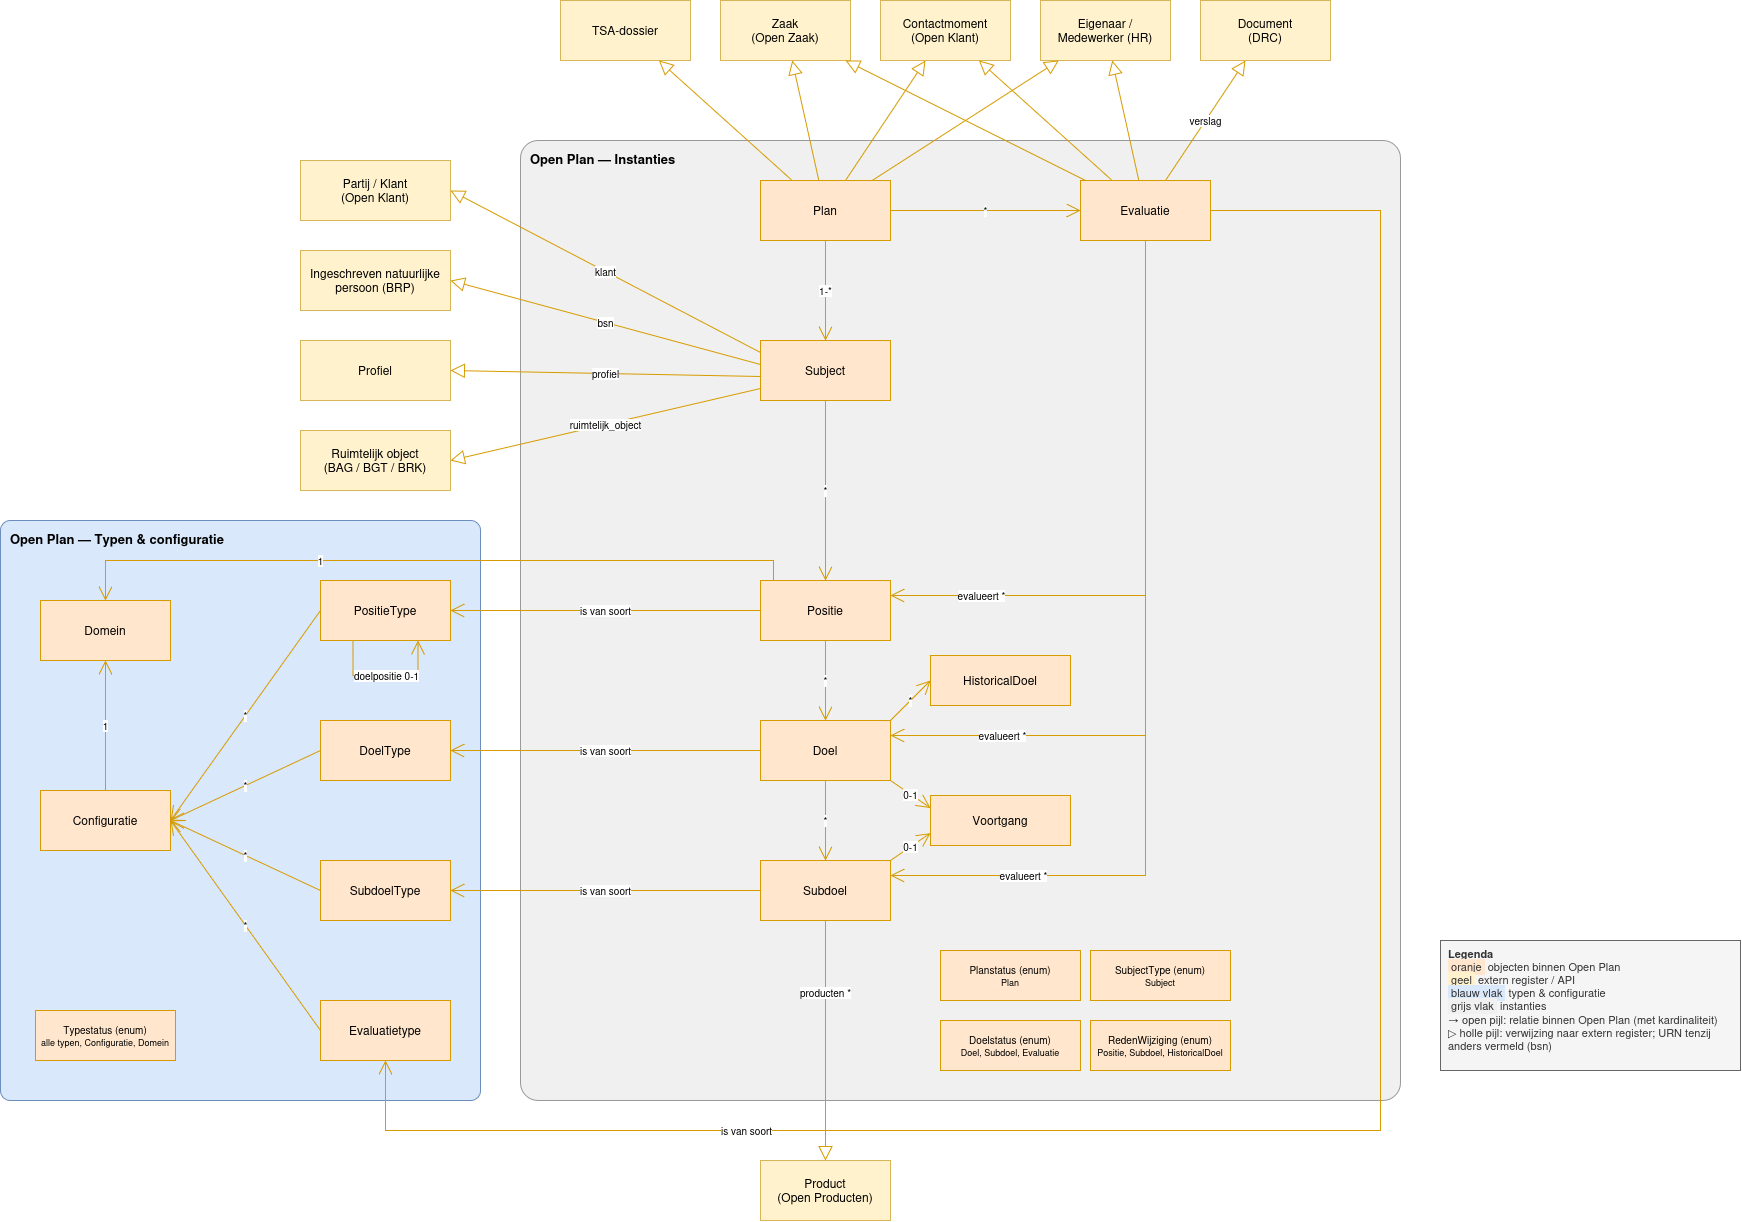 TSA-dossier
Zaak
(Open Zaak)
Contactmoment
(Open Klant)
Eigenaar /
Medewerker (HR)
Document
(DRC)
verslag
Open Plan — Instanties
Partij / Klant
(Open Klant)
Plan
*
Evaluatie
klant
Ingeschreven natuurlijke
persoon (BRP)
1-*
bsn
Profiel
profiel
Subject
ruimtelijk_object
Ruimtelijk object
(BAG / BGT / BRK)
*
Open Plan — Typen & configuratie
1
Domein
PositieType
is van soort
Positie
evalueert *
doelpositie 0-1
*
HistoricalDoel
*
*
1
DoelType
is van soort
Doel
evalueert *
*
0-1
Configuratie
*
Voortgang
*
0-1
SubdoelType
is van soort
Subdoel
evalueert *
*
Planstatus (enum)
Plan
SubjectType (enum)
Subject
producten *
Typestatus (enum)
alle typen, Configuratie, Domein
Evaluatietype
Doelstatus (enum)
Doel, Subdoel, Evaluatie
RedenWijziging (enum)
Positie, Subdoel, HistoricalDoel
Legenda
oranje objecten binnen Open Plan
geel extern register / API
blauw vlak typen & configuratie
grijs vlak instanties
→ open pijl: relatie binnen Open Plan (met kardinaliteit)
▷ holle pijl: verwijzing naar extern register; URN tenzij
anders vermeld (bsn)
is van soort
Product
(Open Producten)